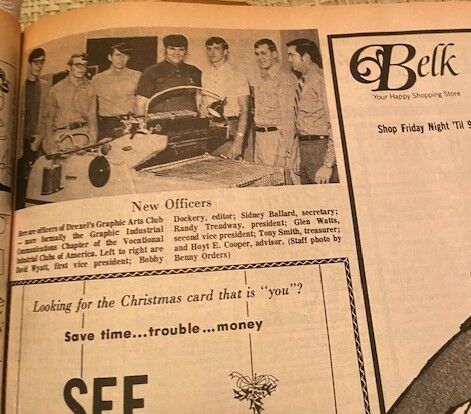 New Officers
Here are officers of Drexel's Graphic Arts Club
— more formally the Graphic Industrial
Communications Chapter of the Vocational
Industrial Clubs of America. Left to right are
David Wyatt, first vice president; Bobby
Dockery, editor; Sidney Ballard, secretary;
Randy Treadway, president; Glen Watts,
second vice president; Tony Smith, treasurer;
and Hoyt E. Cooper, advisor. (Staff photo by
Benny Orders)
Looking for the Christmas card that is "you"?
Save time...trouble...money
SEE
Belk
Your Happy Shopping Store
Shop Friday Night 'Til 9